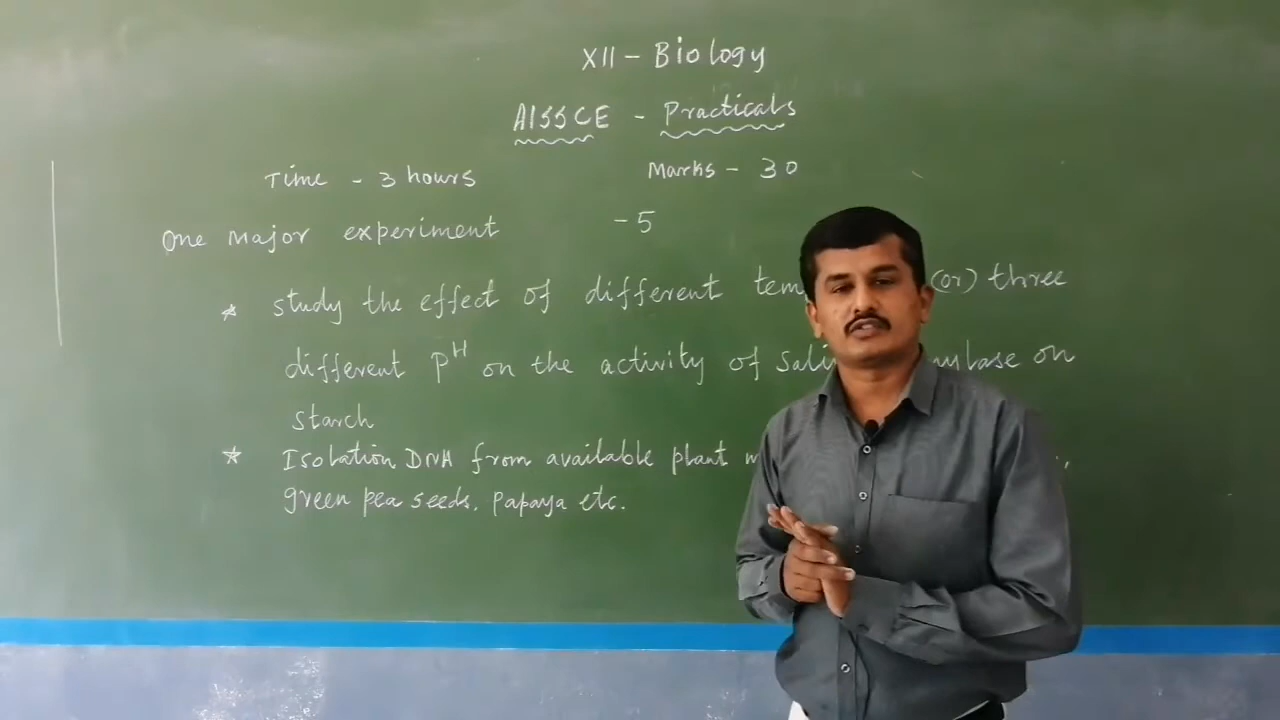 XII - Biology
AISSCE - Practicals
Time - 3 hours Marks - 30
One Major experiment - 5
* study the effect of different (or) three
different pH on the activity of on
starch
* Isolation DNA from available plant
green pea seeds, Papaya etc.